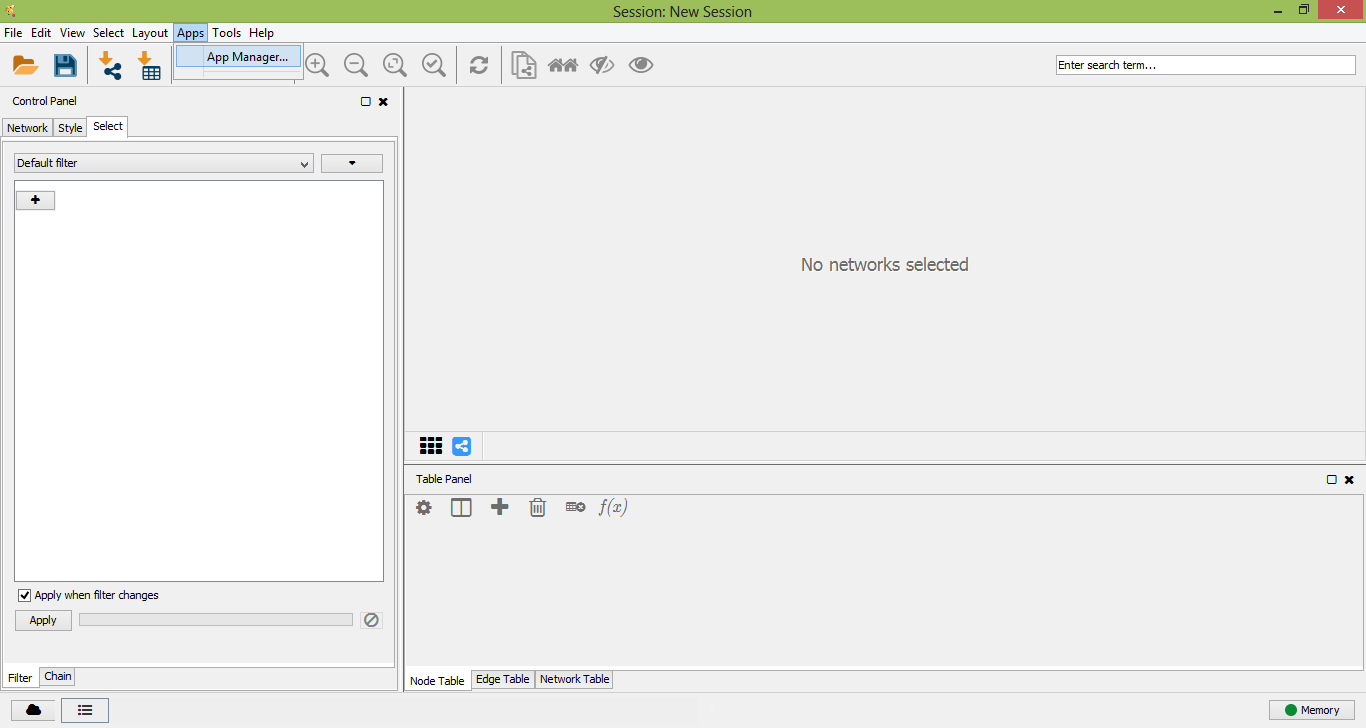 Session: New Session
File Edit View Select Layout Apps Tools Help
App Manager...
Enter search term...
Control Panel
Network Style Select
Default filter
No networks selected
Table Panel
f(x)
Apply when filter changes
Apply
Filter Chain
Node Table Edge Table Network Table
Memory